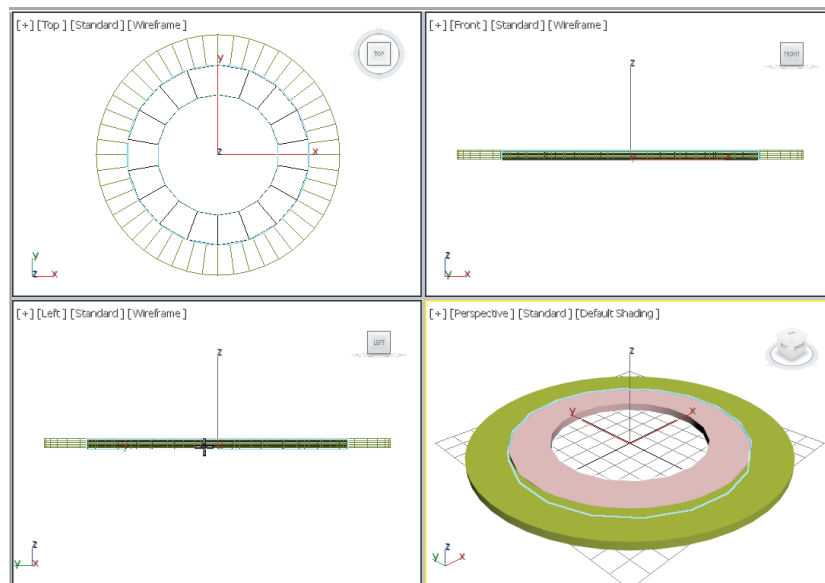 [+] [Top] [Standard] [Wireframe]
TOP
y
z
x
y
z
x
[+] [Front] [Standard] [Wireframe]
FRONT
z
x
z
y
x
[+] [Left] [Standard] [Wireframe]
LEFT
z
z
y
x
[+] [Perspective] [Standard] [Default Shading]
z
y
x
z
y
x